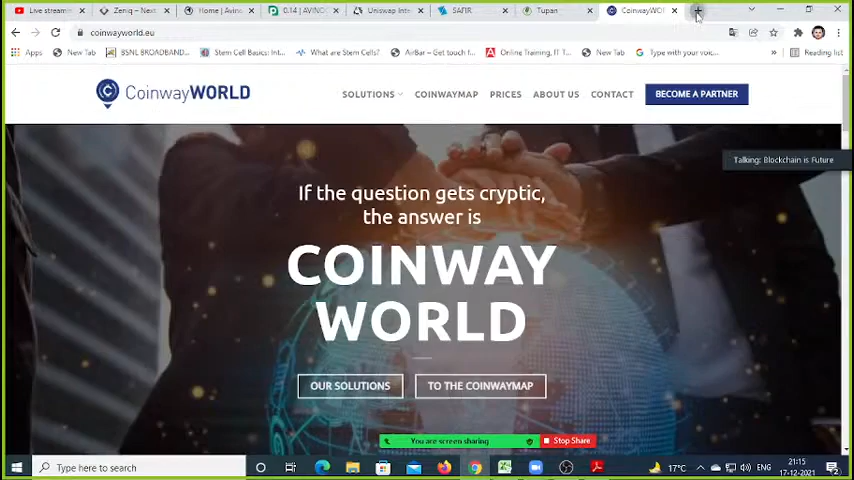 Live stream
Zeniq – Next
Home | Avinc
0.14 | AVINO
Uniswap Inte
SAFIR
Tupan
CoinwayWO
coinwayworld.eu
Apps
New Tab
BSNL BROADBAND...
Stem Cell Basics: Int...
What are Stem Cells?
AirBar – Get touch f...
Online Training, IT T...
New Tab
Type with your voic...
»
Reading list
CoinwayWORLD
SOLUTIONS
COINWAYMAP
PRICES
ABOUT US
CONTACT
BECOME A PARTNER
Talking: Blockchain is Future
If the question gets cryptic,
the answer is
COINWAY
WORLD
OUR SOLUTIONS
TO THE COINWAYMAP
You are screen sharing
Stop Share
Type here to search
17°C
ENG
21:15
17-12-2021